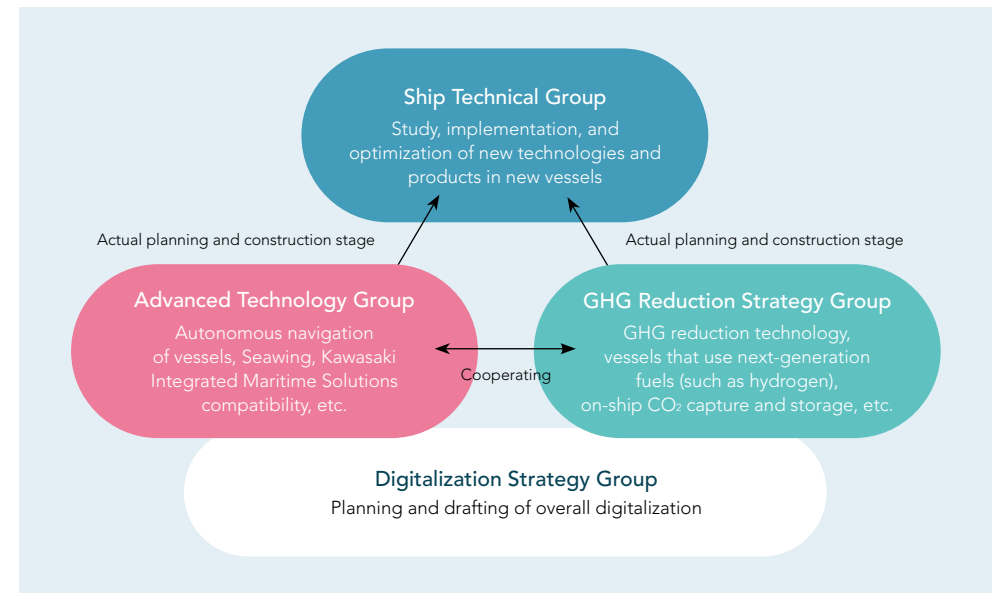 Ship Technical Group
Study, implementation, and
optimization of new technologies and
products in new vessels
Actual planning and construction stage
Actual planning and construction stage
Advanced Technology Group
Autonomous navigation
of vessels, Seawing, Kawasaki
Integrated Maritime Solutions
compatibility, etc.
Cooperating
GHG Reduction Strategy Group
GHG reduction technology,
vessels that use next-generation
fuels (such as hydrogen),
on-ship CO₂ capture and storage, etc.
Digitalization Strategy Group
Planning and drafting of overall digitalization